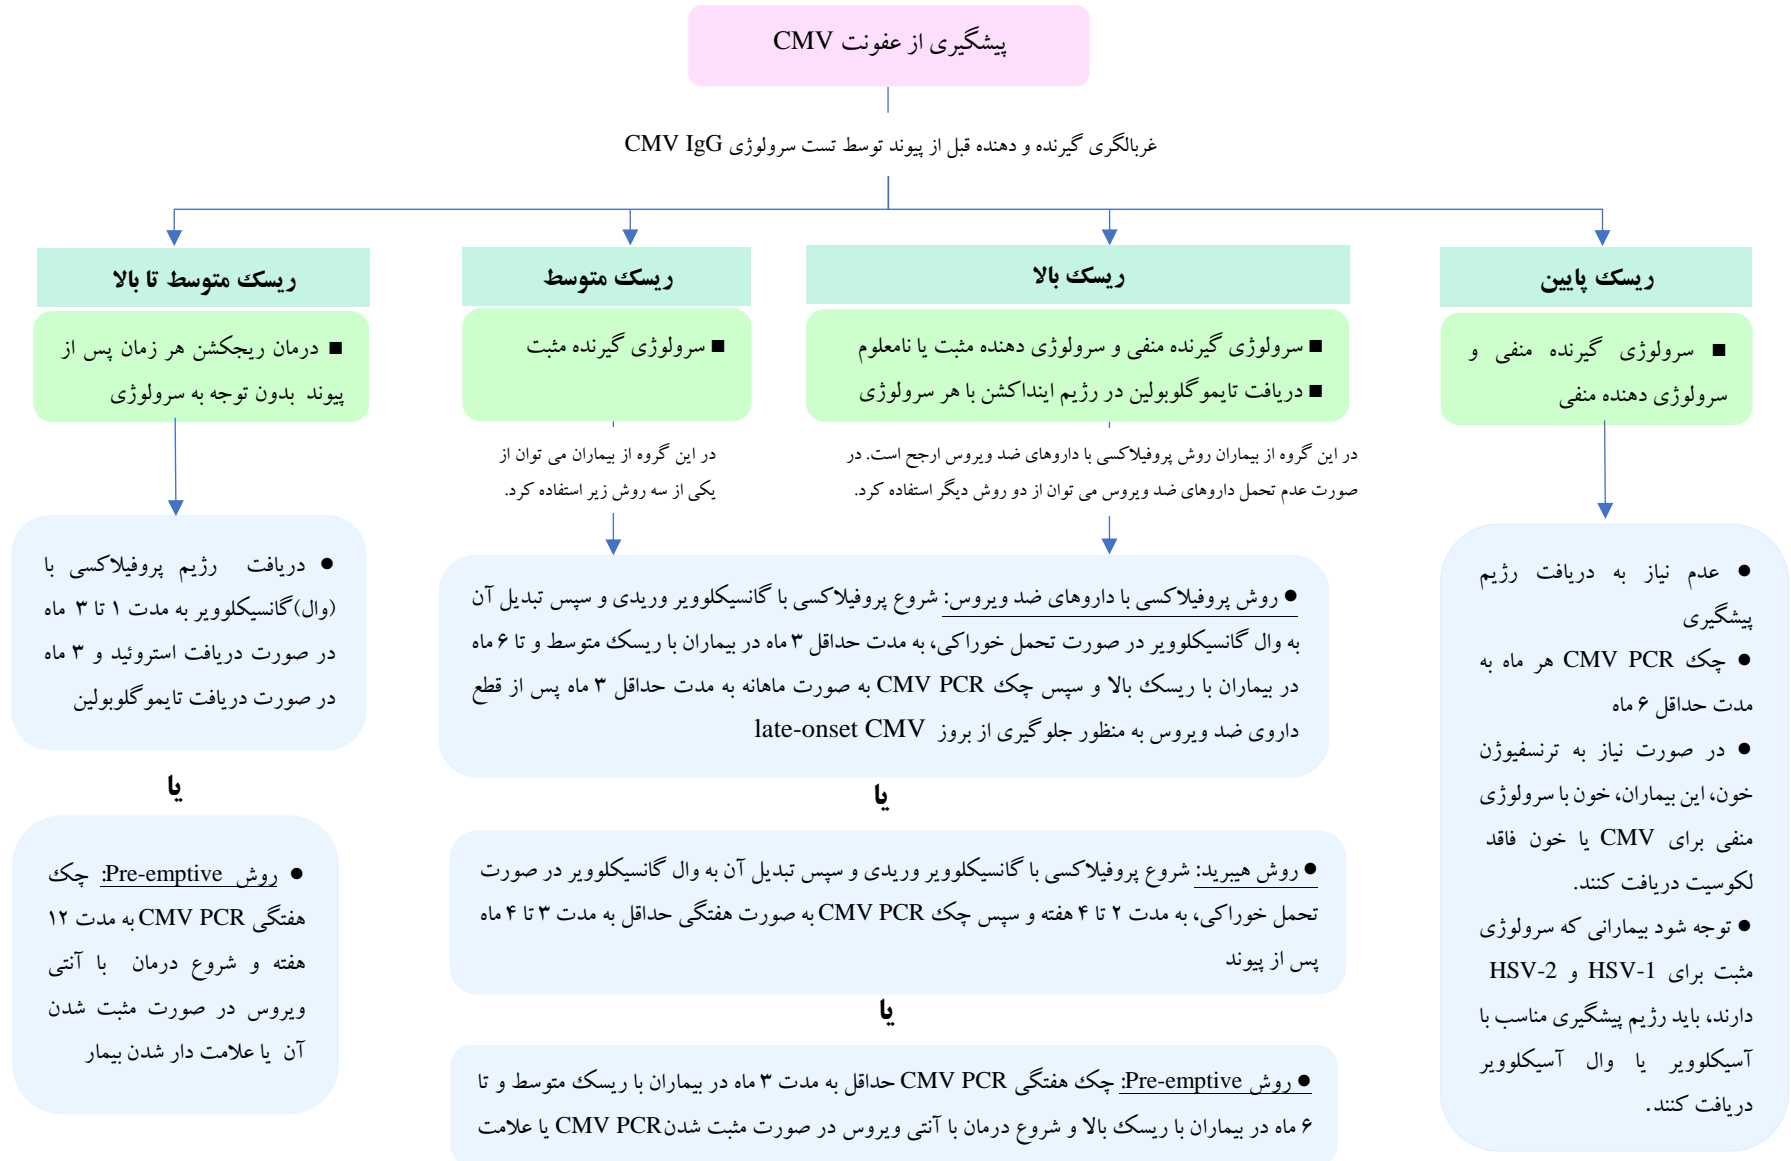 پیشگیری از عفونت CMV
غربالگری گیرنده و دهنده قبل از پیوند توسط تست سرولوژی CMV IgG
ریسک پایین
■ سرولوژی گیرنده منفی و
سرولوژی دهنده منفی
● عدم نیاز به دریافت رژیم
پیشگیری
● چک CMV PCR هر ماه به
مدت حداقل ۶ ماه
● در صورت نیاز به ترنسفیوژن
خون، این بیماران، خون با سرولوژی
منفی برای CMV یا خون فاقد
لکوسیت دریافت کنند.
● توجه شود بیمارانی که سرولوژی
مثبت برای HSV-1 و HSV-2
دارند، باید رژیم پیشگیری مناسب با
آسیکلوویر یا وال آسیکلوویر
دریافت کنند.
ریسک بالا
■ سرولوژی گیرنده منفی و سرولوژی دهنده مثبت یا نامعلوم
■ دریافت تایموگلوبولین در رژیم اینداکشن با هر سرولوژی
در این گروه از بیماران روش پروفیلاکسی با داروهای ضد ویروس ارجح است. در
صورت عدم تحمل داروهای ضد ویروس می توان از دو روش دیگر استفاده کرد.
ریسک متوسط
■ سرولوژی گیرنده مثبت
در این گروه از بیماران می توان از
یکی از سه روش زیر استفاده کرد.
● روش پروفیلاکسی با داروهای ضد ویروس: شروع پروفیلاکسی با گانسیکلوویر وریدی و سپس تبدیل آن
به وال گانسیکلوویر در صورت تحمل خوراکی، به مدت حداقل ۳ ماه در بیماران با ریسک متوسط و تا ۶ ماه
در بیماران با ریسک بالا و سپس چک CMV PCR به صورت ماهانه به مدت حداقل ۳ ماه پس از قطع
داروی ضد ویروس به منظور جلوگیری از بروز late-onset CMV
یا
● روش هیبرید: شروع پروفیلاکسی با گانسیکلوویر وریدی و سپس تبدیل آن به وال گانسیکلوویر در صورت
تحمل خوراکی، به مدت ۲ تا ۴ هفته و سپس چک CMV PCR به صورت هفتگی حداقل به مدت ۳ تا ۴ ماه
پس از پیوند
یا
● روش Pre-emptive: چک هفتگی CMV PCR حداقل به مدت ۳ ماه در بیماران با ریسک متوسط و تا
۶ ماه در بیماران با ریسک بالا و شروع درمان با آنتی ویروس در صورت مثبت شدن CMV PCR یا علامت
ریسک متوسط تا بالا
■ درمان ریجکشن هر زمان پس از
پیوند بدون توجه به سرولوژی
● دریافت رژیم پروفیلاکسی با
(وال)گانسیکلوویر به مدت ۱ تا ۳ ماه
در صورت دریافت استروئید و ۳ ماه
در صورت دریافت تایموگلوبولین
یا
● روش Pre-emptive: چک
هفتگی CMV PCR به مدت ۱۲
هفته و شروع درمان با آنتی
ویروس در صورت مثبت شدن
آن یا علامت دار شدن بیمار